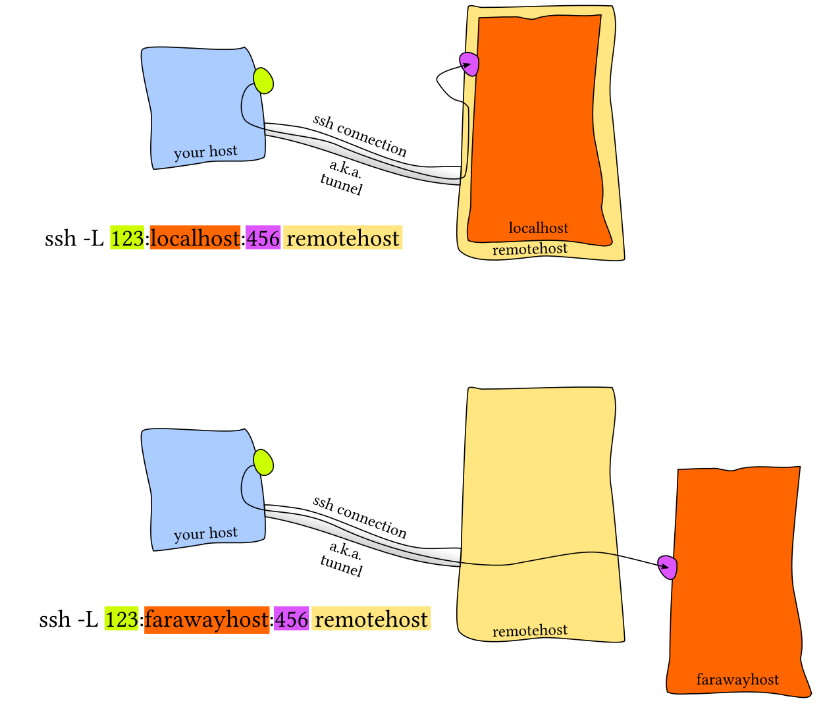 ssh connection
your host
a.k.a.
tunnel
localhost
remotehost
ssh -L 123:localhost:456 remotehost
ssh connection
your host
a.k.a.
tunnel
ssh -L 123:farawayhost:456 remotehost
remotehost
farawayhost